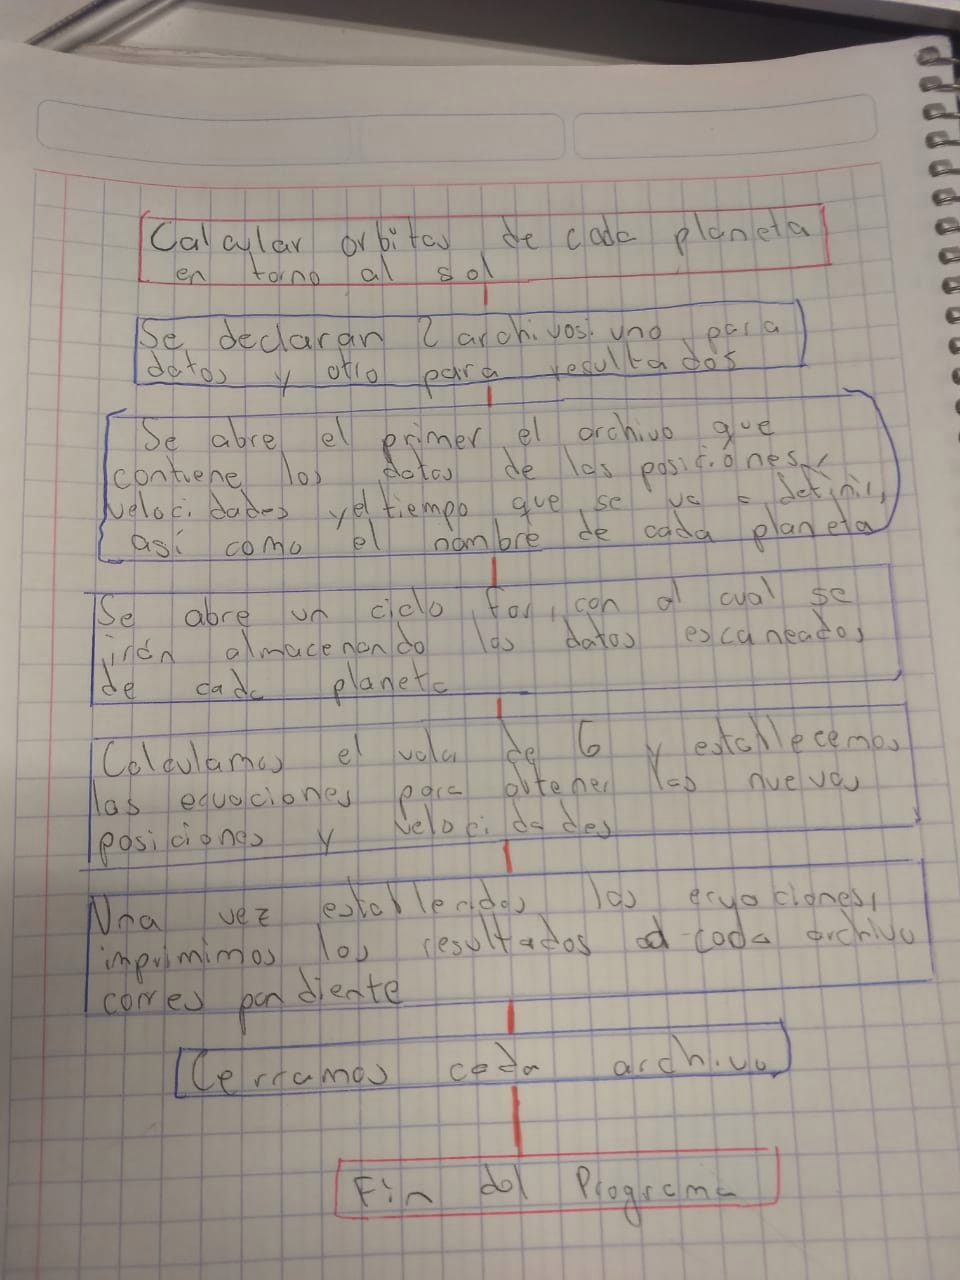 Calcular orbitas de cada planeta
en torno al sol
Se declaran 2 archivos. uno para
datos y otro para resultados
Se abre el primer el archivo que
contiene los datos de las posiciones,
velocidades y el tiempo que se va a definir,
así como el nombre de cada planeta
Se abre un ciclo for, con el cual se
irán almacenando los datos escaneados
de cada planeta
Calculamos el valor de G y establecemos
las equaciones para obtener las nuevas
posiciones y velocidades
Una vez establecidas las ecuaciones,
imprimimos los resultados cada archivo
correspondiente
Cerramos cada archivo
Fin del Programa